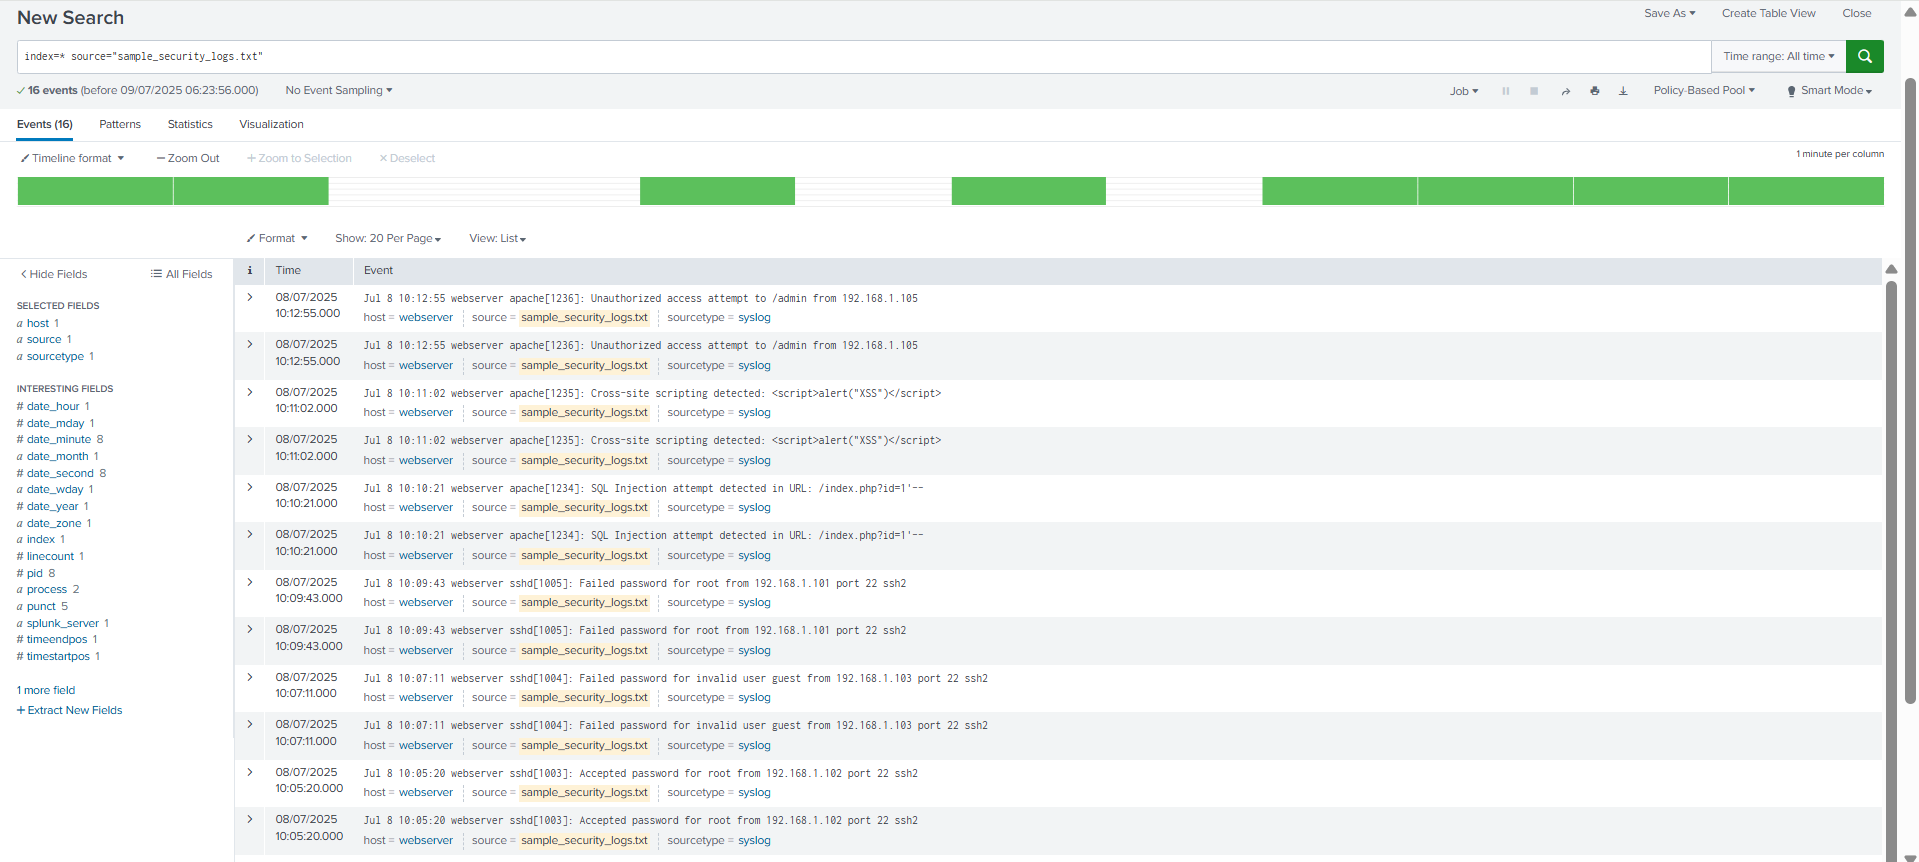 New Search
Save As Create Table View Close
index=* source="sample_security_logs.txt"
Time range: All time
16 events (before 09/07/2025 06:23:56.000) No Event Sampling
Job Policy-Based Pool Smart Mode
Events (16) Patterns Statistics Visualization
Timeline format Zoom Out Zoom to Selection Deselect
1 minute per column
Format Show: 20 Per Page View: List
Hide Fields All Fields
SELECTED FIELDS
a host 1
a source 1
a sourcetype 1
INTERESTING FIELDS
# date_hour 1
# date_mday 1
# date_minute 8
a date_month 1
# date_second 8
a date_wday 1
# date_year 1
a date_zone 1
a index 1
# linecount 1
# pid 8
a process 2
a punct 5
a splunk_server 1
# timeendpos 1
# timestartpos 1
1 more field
+ Extract New Fields
i Time Event
08/07/2025
10:12:55.000
Jul 8 10:12:55 webserver apache[1236]: Unauthorized access attempt to /admin from 192.168.1.105
host = webserver source = sample_security_logs.txt sourcetype = syslog
08/07/2025
10:12:55.000
Jul 8 10:12:55 webserver apache[1236]: Unauthorized access attempt to /admin from 192.168.1.105
host = webserver source = sample_security_logs.txt sourcetype = syslog
08/07/2025
10:11:02.000
Jul 8 10:11:02 webserver apache[1235]: Cross-site scripting detected: <script>alert("XSS")</script>
host = webserver source = sample_security_logs.txt sourcetype = syslog
08/07/2025
10:11:02.000
Jul 8 10:11:02 webserver apache[1235]: Cross-site scripting detected: <script>alert("XSS")</script>
host = webserver source = sample_security_logs.txt sourcetype = syslog
08/07/2025
10:10:21.000
Jul 8 10:10:21 webserver apache[1234]: SQL Injection attempt detected in URL: /index.php?id=1'--
host = webserver source = sample_security_logs.txt sourcetype = syslog
08/07/2025
10:10:21.000
Jul 8 10:10:21 webserver apache[1234]: SQL Injection attempt detected in URL: /index.php?id=1'--
host = webserver source = sample_security_logs.txt sourcetype = syslog
08/07/2025
10:09:43.000
Jul 8 10:09:43 webserver sshd[1005]: Failed password for root from 192.168.1.101 port 22 ssh2
host = webserver source = sample_security_logs.txt sourcetype = syslog
08/07/2025
10:09:43.000
Jul 8 10:09:43 webserver sshd[1005]: Failed password for root from 192.168.1.101 port 22 ssh2
host = webserver source = sample_security_logs.txt sourcetype = syslog
08/07/2025
10:07:11.000
Jul 8 10:07:11 webserver sshd[1004]: Failed password for invalid user guest from 192.168.1.103 port 22 ssh2
host = webserver source = sample_security_logs.txt sourcetype = syslog
08/07/2025
10:07:11.000
Jul 8 10:07:11 webserver sshd[1004]: Failed password for invalid user guest from 192.168.1.103 port 22 ssh2
host = webserver source = sample_security_logs.txt sourcetype = syslog
08/07/2025
10:05:20.000
Jul 8 10:05:20 webserver sshd[1003]: Accepted password for root from 192.168.1.102 port 22 ssh2
host = webserver source = sample_security_logs.txt sourcetype = syslog
08/07/2025
10:05:20.000
Jul 8 10:05:20 webserver sshd[1003]: Accepted password for root from 192.168.1.102 port 22 ssh2
host = webserver source = sample_security_logs.txt sourcetype = syslog